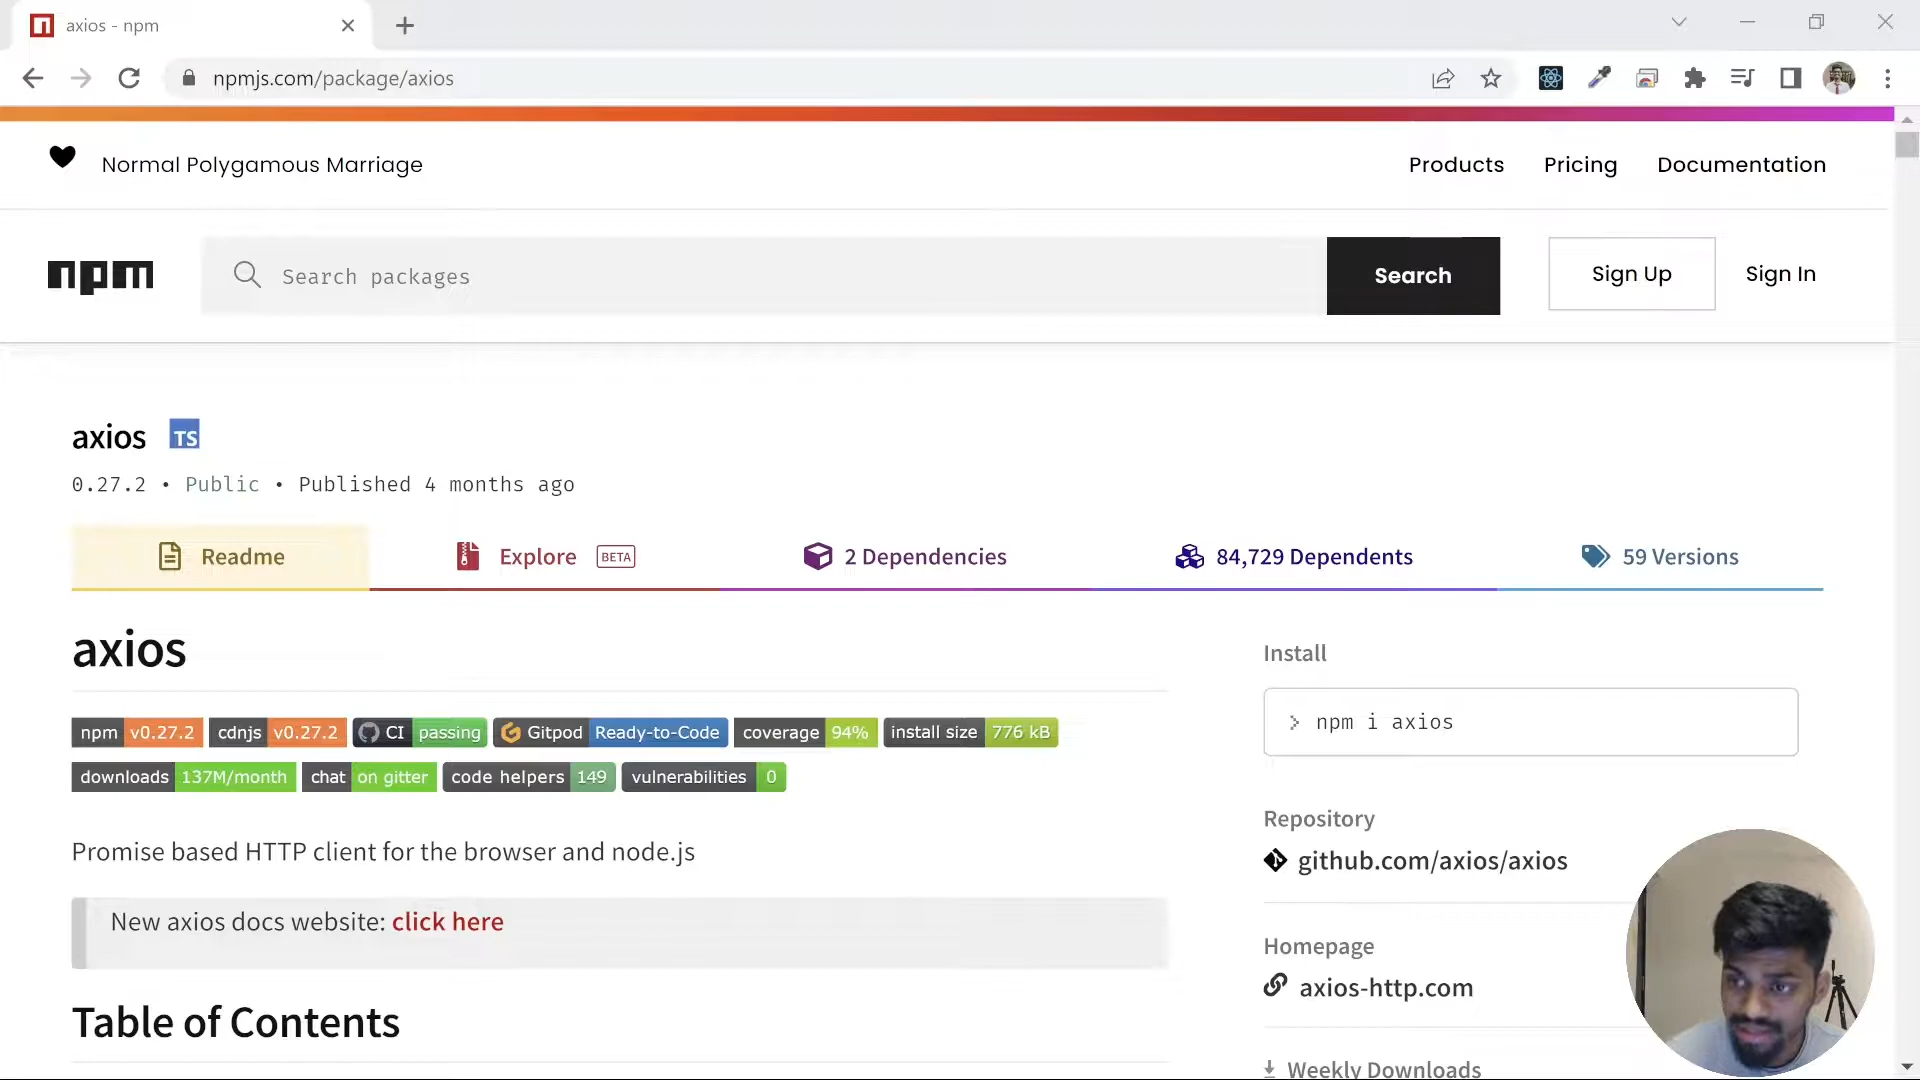 axios - npm
npmjs.com/package/axios
Normal Polygamous Marriage
Products
Pricing
Documentation
npm
Search packages
Search
Sign Up
Sign In
axios TS
0.27.2 • Public • Published 4 months ago
Readme
Explore BETA
2 Dependencies
84,729 Dependents
59 Versions
axios
npm v0.27.2 cdnjs v0.27.2 CI passing Gitpod Ready-to-Code coverage 94% install size 776 kB
downloads 137M/month chat on gitter code helpers 149 vulnerabilities 0
Promise based HTTP client for the browser and node.js
New axios docs website: click here
Table of Contents
Install
> npm i axios
Repository
github.com/axios/axios
Homepage
axios-http.com
Weekly Downloads